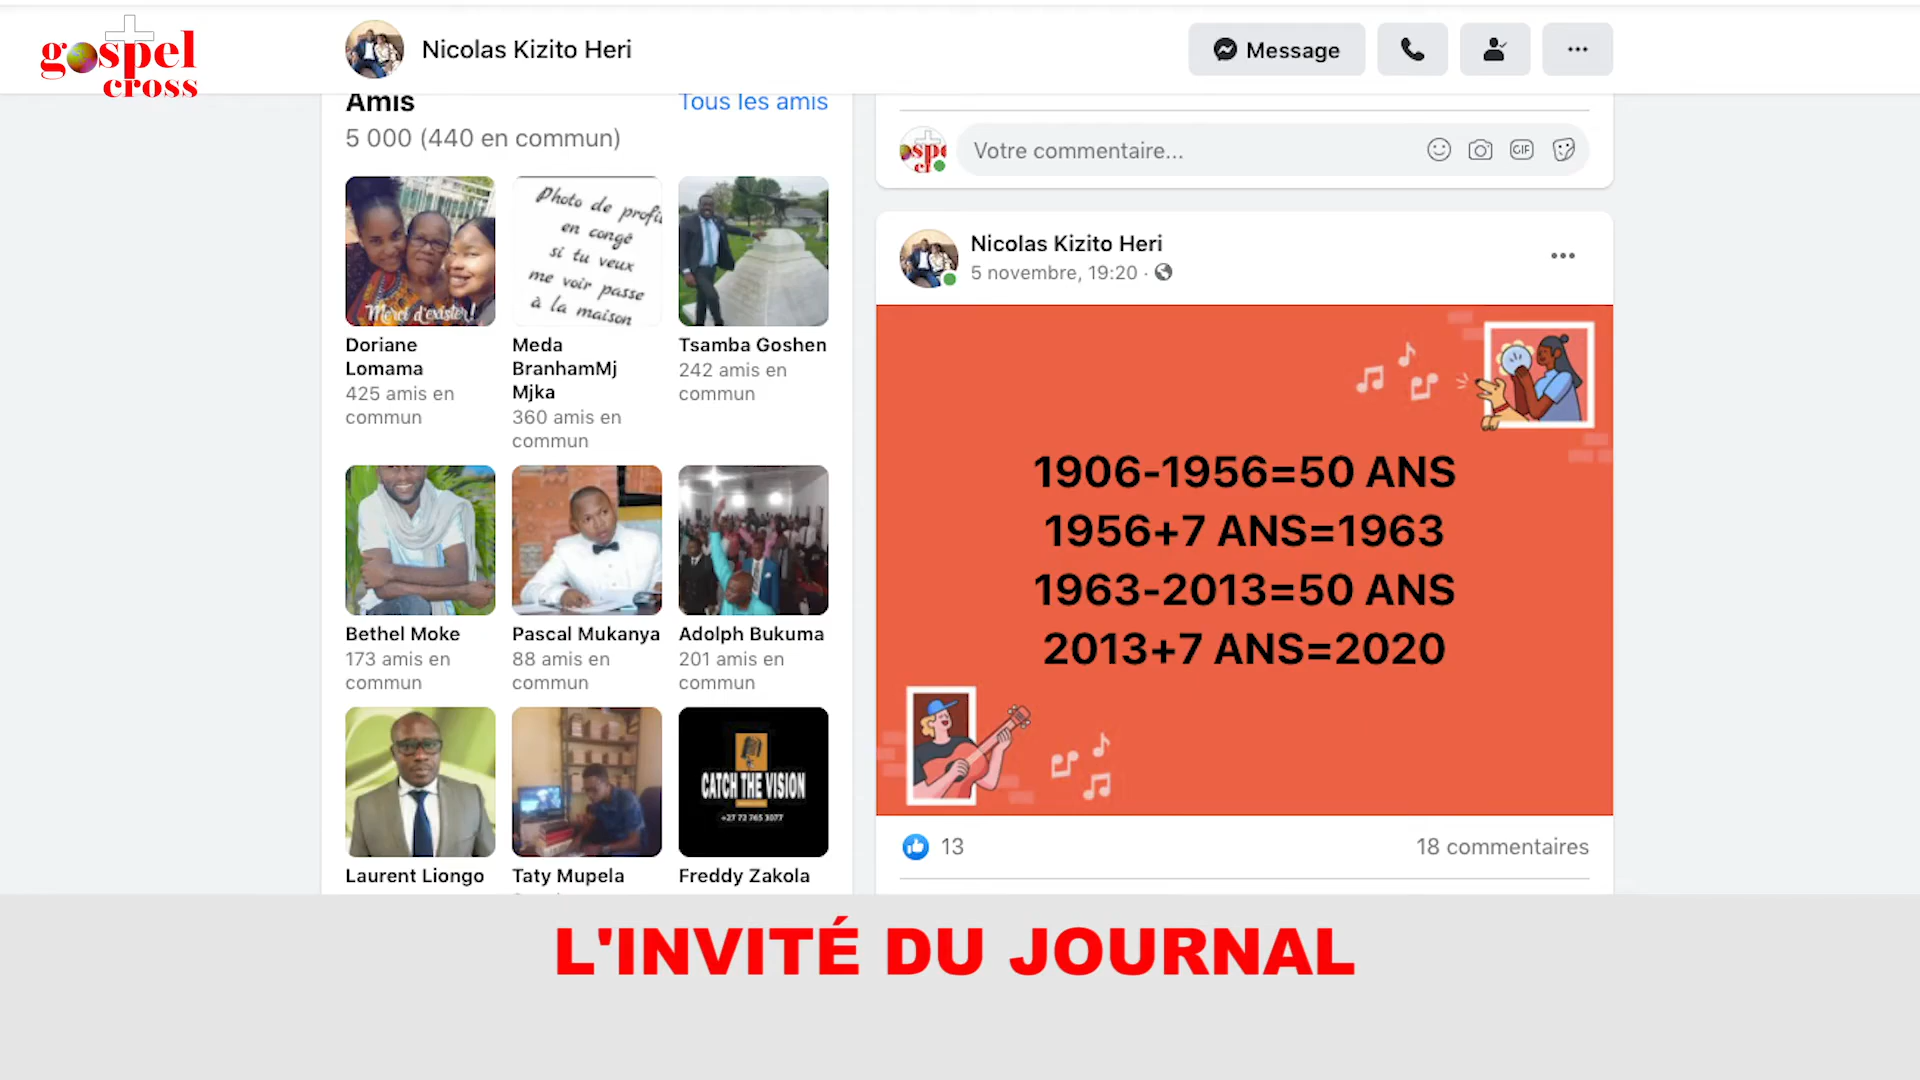 gospel
cross
Nicolas Kizito Heri
Message
Amis
Tous les amis
5 000 (440 en commun)
Merci d'exister!
Doriane
Lomama
425 amis en
commun
Photo de profil
en congé
si tu veux
me voir passe
à la maison
Meda
BranhamMj
Mjka
360 amis en
commun
Tsamba Goshen
242 amis en
commun
Bethel Moke
173 amis en
commun
Pascal Mukanya
88 amis en
commun
Adolph Bukuma
201 amis en
commun
Laurent Liongo
Taty Mupela
CATCH THE VISION
+27 72 765 3077
Freddy Zakola
Votre commentaire...
GIF
Nicolas Kizito Heri
5 novembre, 19:20 ·
1906-1956=50 ANS
1956+7 ANS=1963
1963-2013=50 ANS
2013+7 ANS=2020
13
18 commentaires
L'INVITÉ DU JOURNAL